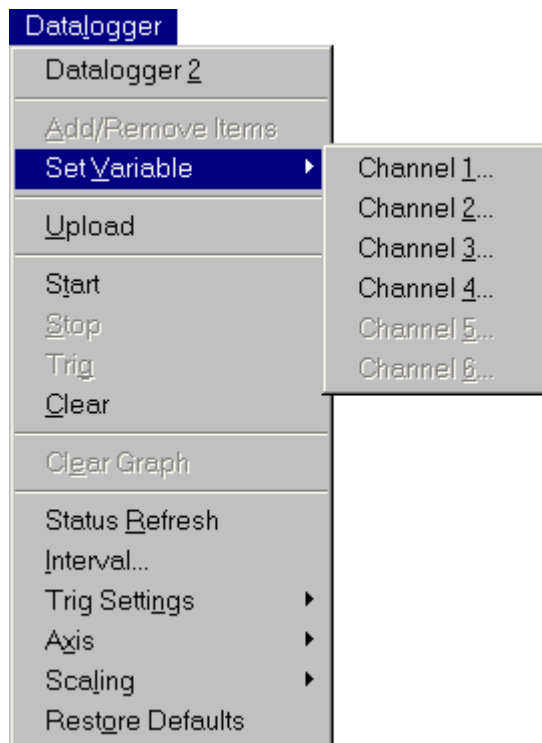 Datalogger
Datalogger 2
Add/Remove Items
Set Variable
Channel 1...
Channel 2...
Channel 3...
Channel 4...
Channel 5...
Channel 6...
Upload
Start
Stop
Trig
Clear
Clear Graph
Status Refresh
Interval...
Trig Settings
Axis
Scaling
Restore Defaults